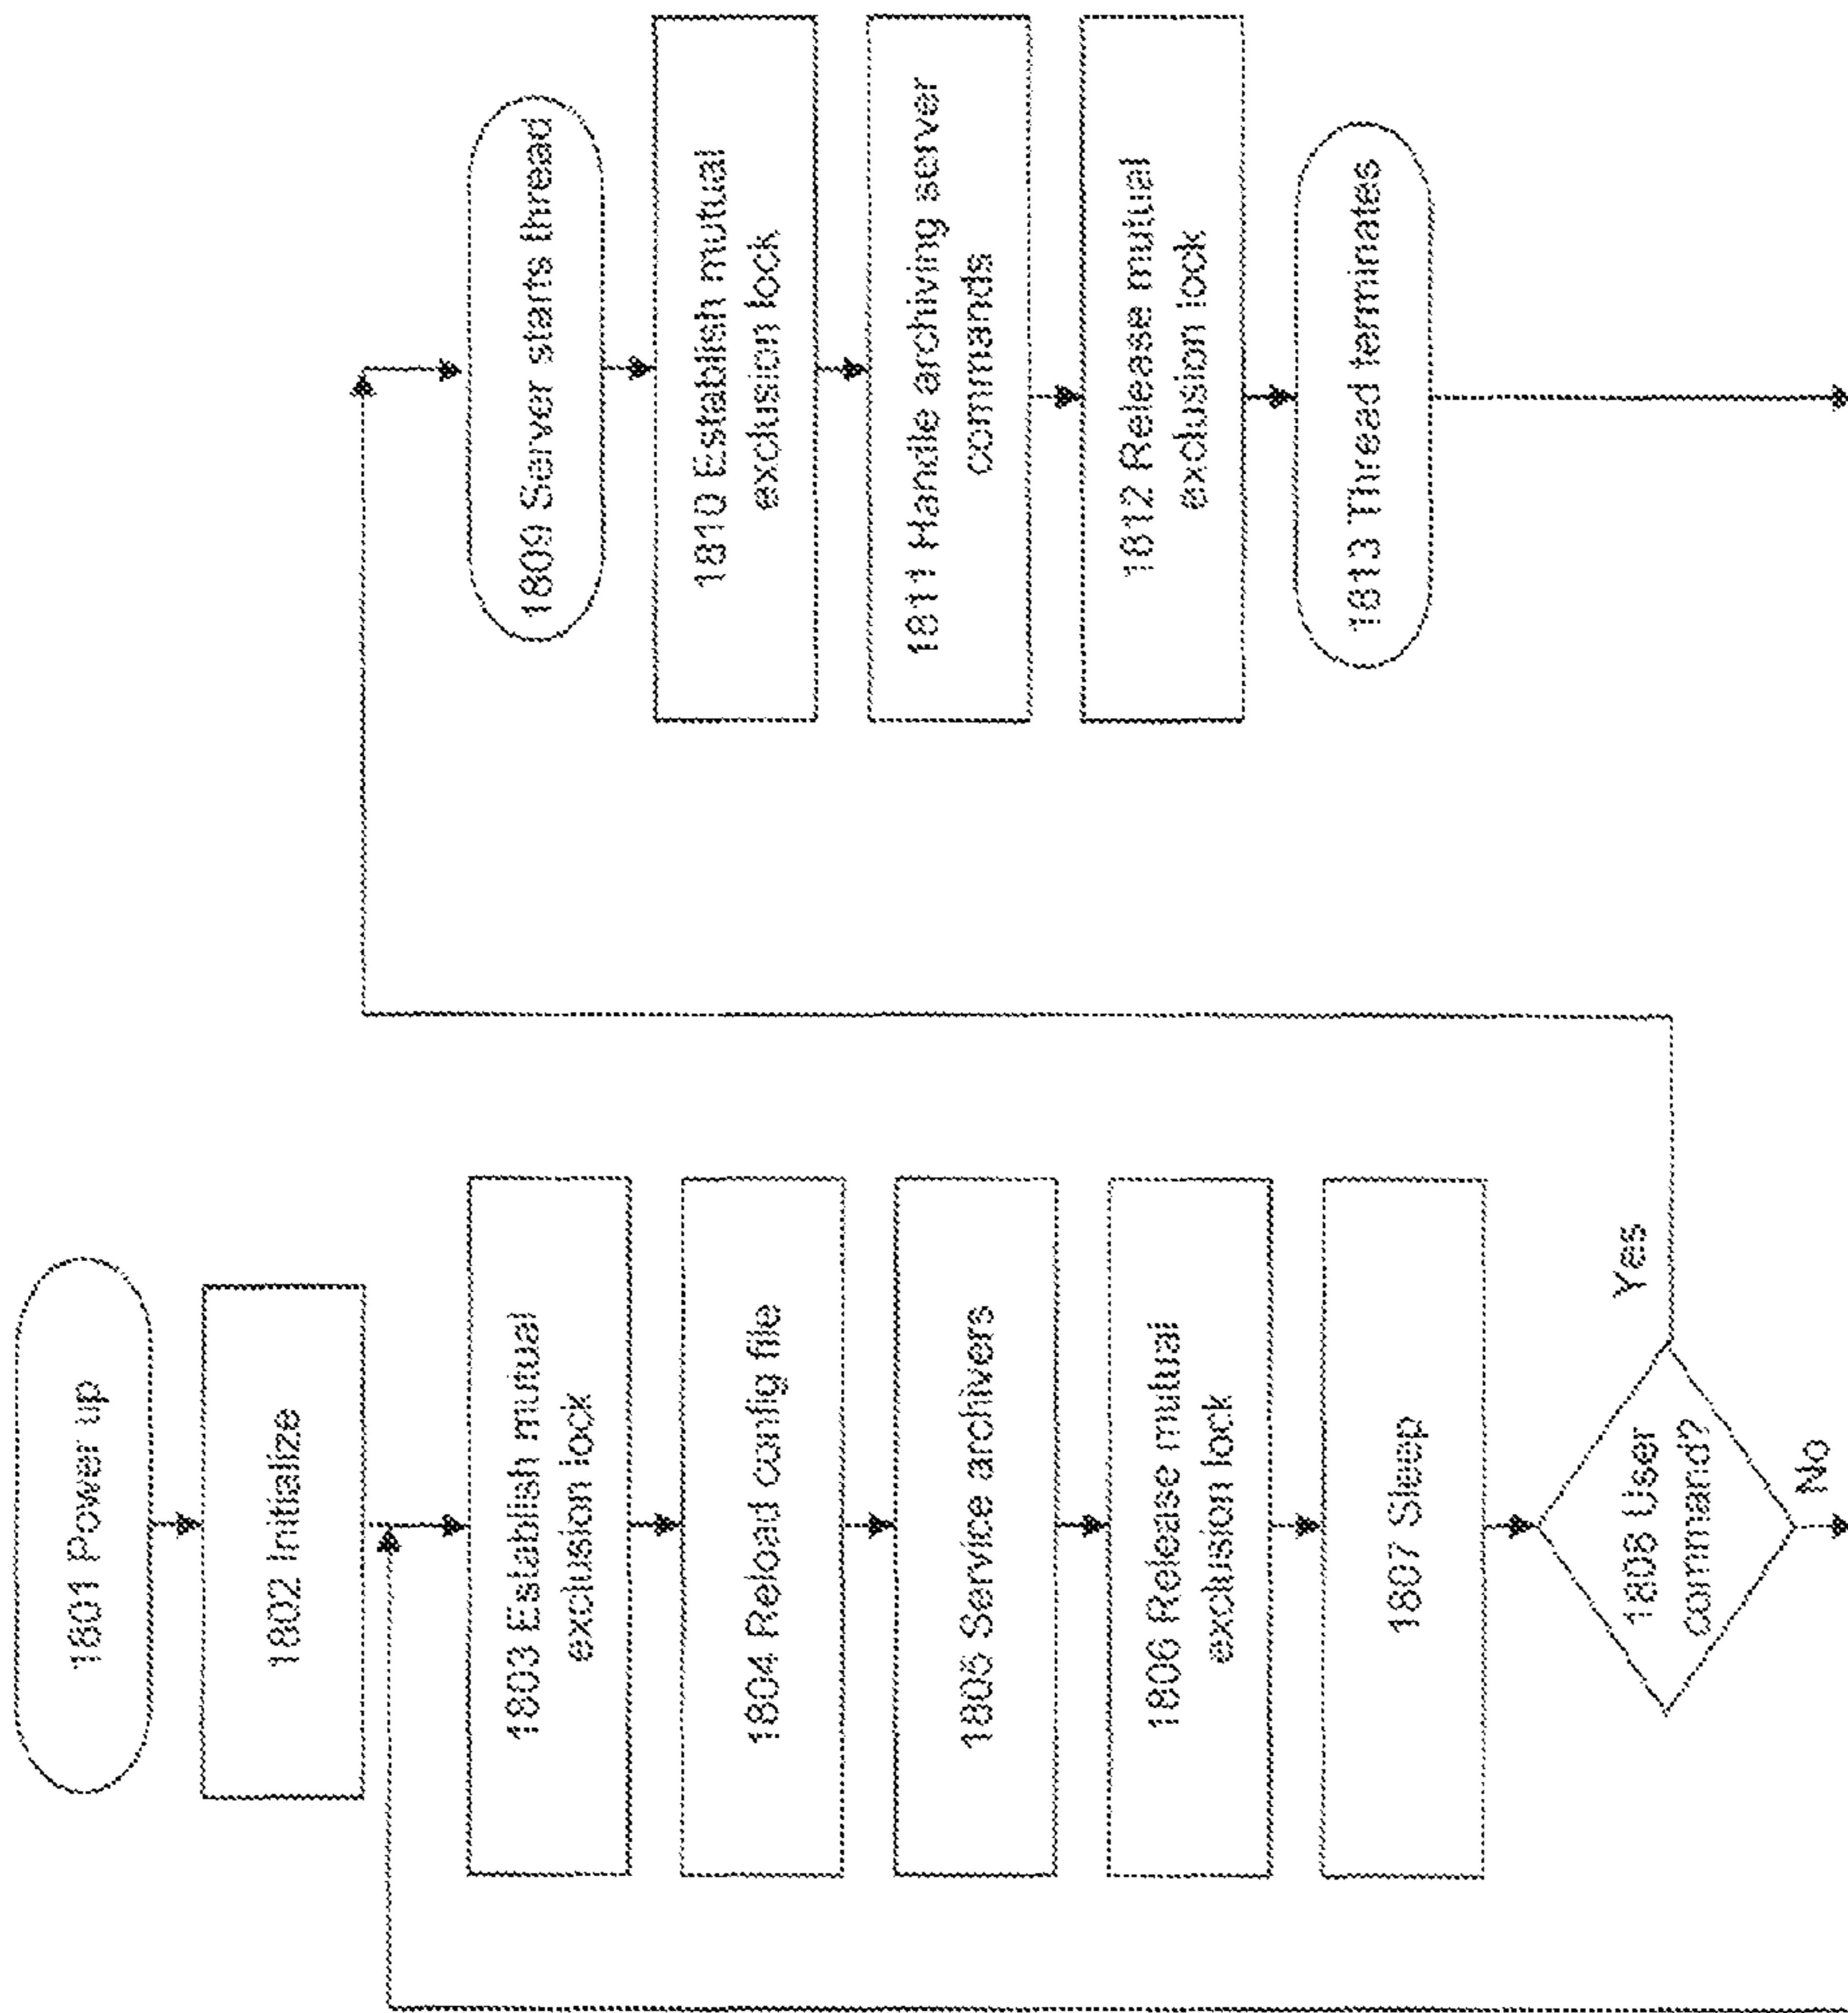 1801 Power up
1802 Initialize
1803 Establish mutual
exclusion lock
1804 Reload config file
1805 Service archivers
1806 Release mutual
exclusion lock
1807 Sleep
1808 User
command?
Yes
No
1809 Server starts thread
1810 Establish mutual
exclusion lock
1811 Handle archiving server
commands
1812 Release mutual
exclusion lock
1813 Thread terminates